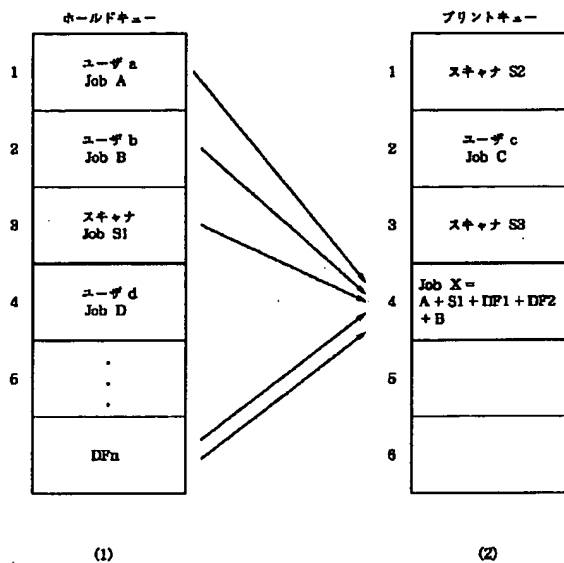 ホールドキュー
プリントキュー
1
ユーザ a
Job A
2
ユーザ b
Job B
3
スキャナ
Job S1
4
ユーザ d
Job D
6
.
.
.
DFn
(1)
1
スキャナ S2
2
ユーザ c
Job C
3
スキャナ S3
4
Job X =
A + S1 + DF1 + DF2
+ B
5
6
(2)